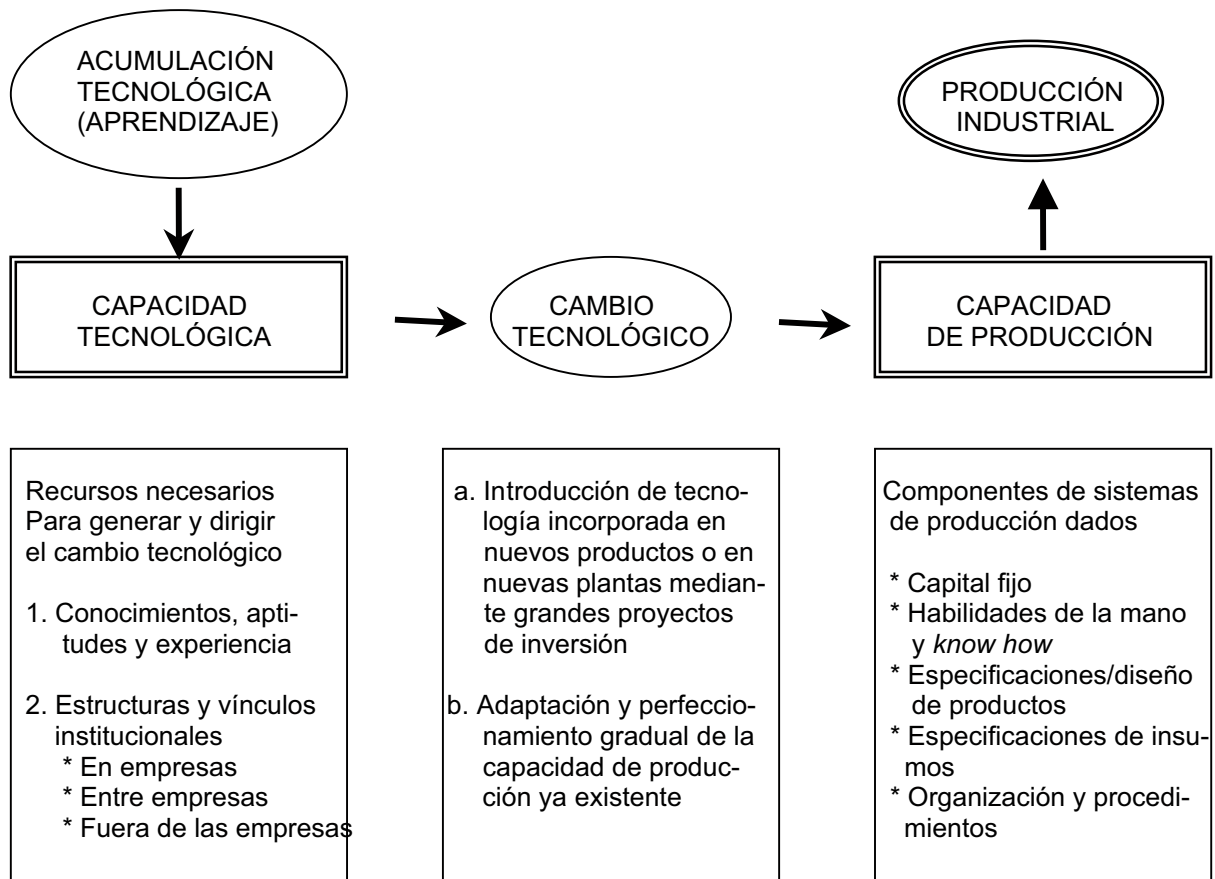 ACUMULACIÓN
TECNOLÓGICA
(APRENDIZAJE)
PRODUCCIÓN
INDUSTRIAL
CAPACIDAD
TECNOLÓGICA
CAMBIO
TECNOLÓGICO
CAPACIDAD
DE PRODUCCIÓN
Recursos necesarios
Para generar y dirigir
el cambio tecnológico
1. Conocimientos, apti-
tudes y experiencia
2. Estructuras y vínculos
institucionales
* En empresas
* Entre empresas
* Fuera de las empresas
a. Introducción de tecno-
logía incorporada en
nuevos productos o en
nuevas plantas median-
te grandes proyectos
de inversión
b. Adaptación y perfeccio-
namiento gradual de la
capacidad de produc-
ción ya existente
Componentes de sistemas
de producción dados
* Capital fijo
* Habilidades de la mano
y know how
* Especificaciones/diseño
de productos
* Especificaciones de insu-
mos
* Organización y procedi-
mientos